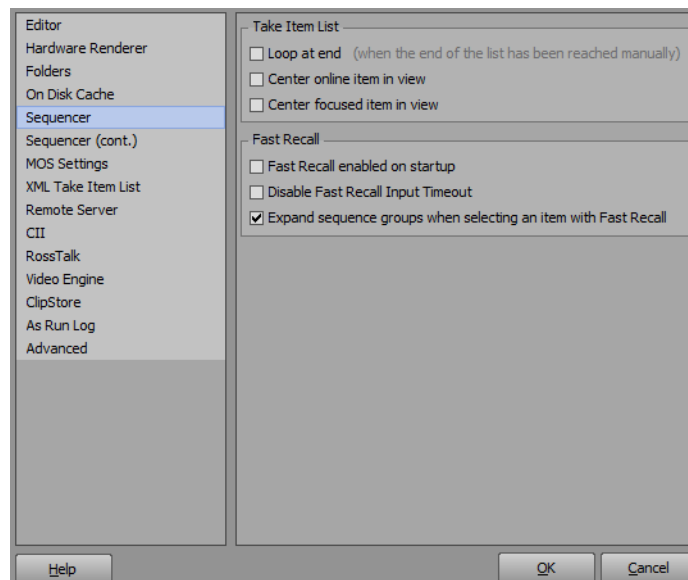 Editor
Hardware Renderer
Folders
On Disk Cache
Sequencer
Sequencer (cont.)
MOS Settings
XML Take Item List
Remote Server
CII
RossTalk
Video Engine
ClipStore
As Run Log
Advanced
Take Item List
Loop at end (when the end of the list has been reached manually)
Center online item in view
Center focused item in view
Fast Recall
Fast Recall enabled on startup
Disable Fast Recall Input Timeout
Expand sequence groups when selecting an item with Fast Recall
Help
OK
Cancel